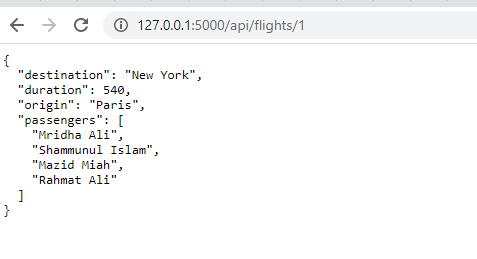 127.0.0.1:5000/api/flights/1
{
  "destination": "New York",
  "duration": 540,
  "origin": "Paris",
  "passengers": [
    "Mridha Ali",
    "Shammunul Islam",
    "Mazid Miah",
    "Rahmat Ali"
  ]
}